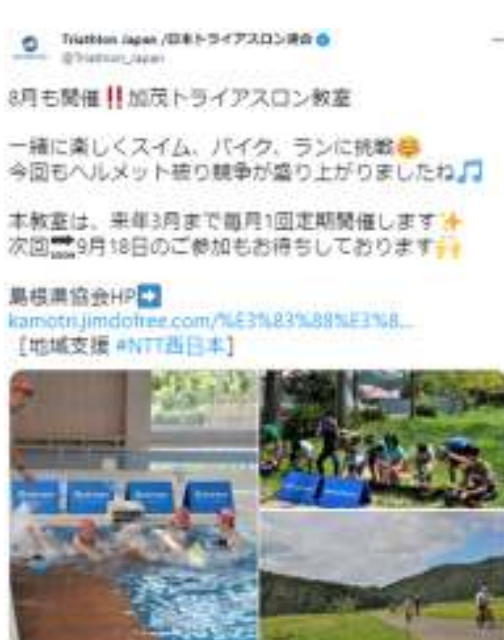 Triathlon Japan /日本トライアスロン連合
@Triathlon_Japan
8月も開催‼️加茂トライアスロン教室
一緒に楽しくスイム、バイク、ランに挑戦😊
今回もヘルメット被り競争が盛り上がりましたね🎵
本教室は、来年3月まで毎月1回定期開催します✨
次回🔜9月18日のご参加もお待ちしております🙌
島根県協会HP➡️
kamotri.jimdofree.com/%E3%83%88%E3%8...
[地域支援 #NTT西日本]